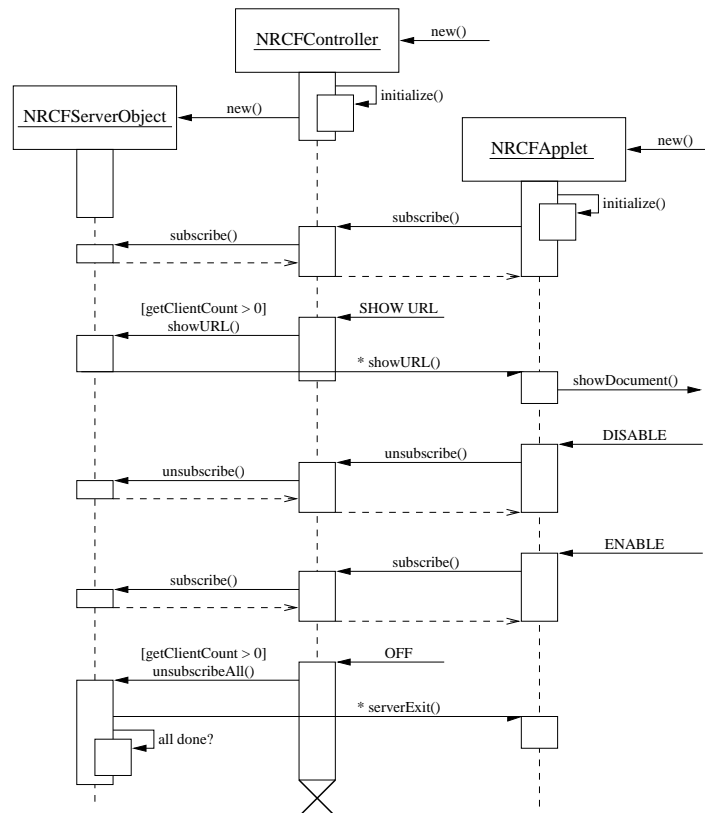 NRCFController
new()
initialize()
NRCFServerObject
new()
NRCFApplet
new()
initialize()
subscribe()
subscribe()
[getClientCount > 0]
showURL()
SHOW URL
* showURL()
showDocument()
DISABLE
unsubscribe()
unsubscribe()
ENABLE
subscribe()
subscribe()
[getClientCount > 0]
unsubscribeAll()
OFF
* serverExit()
all done?